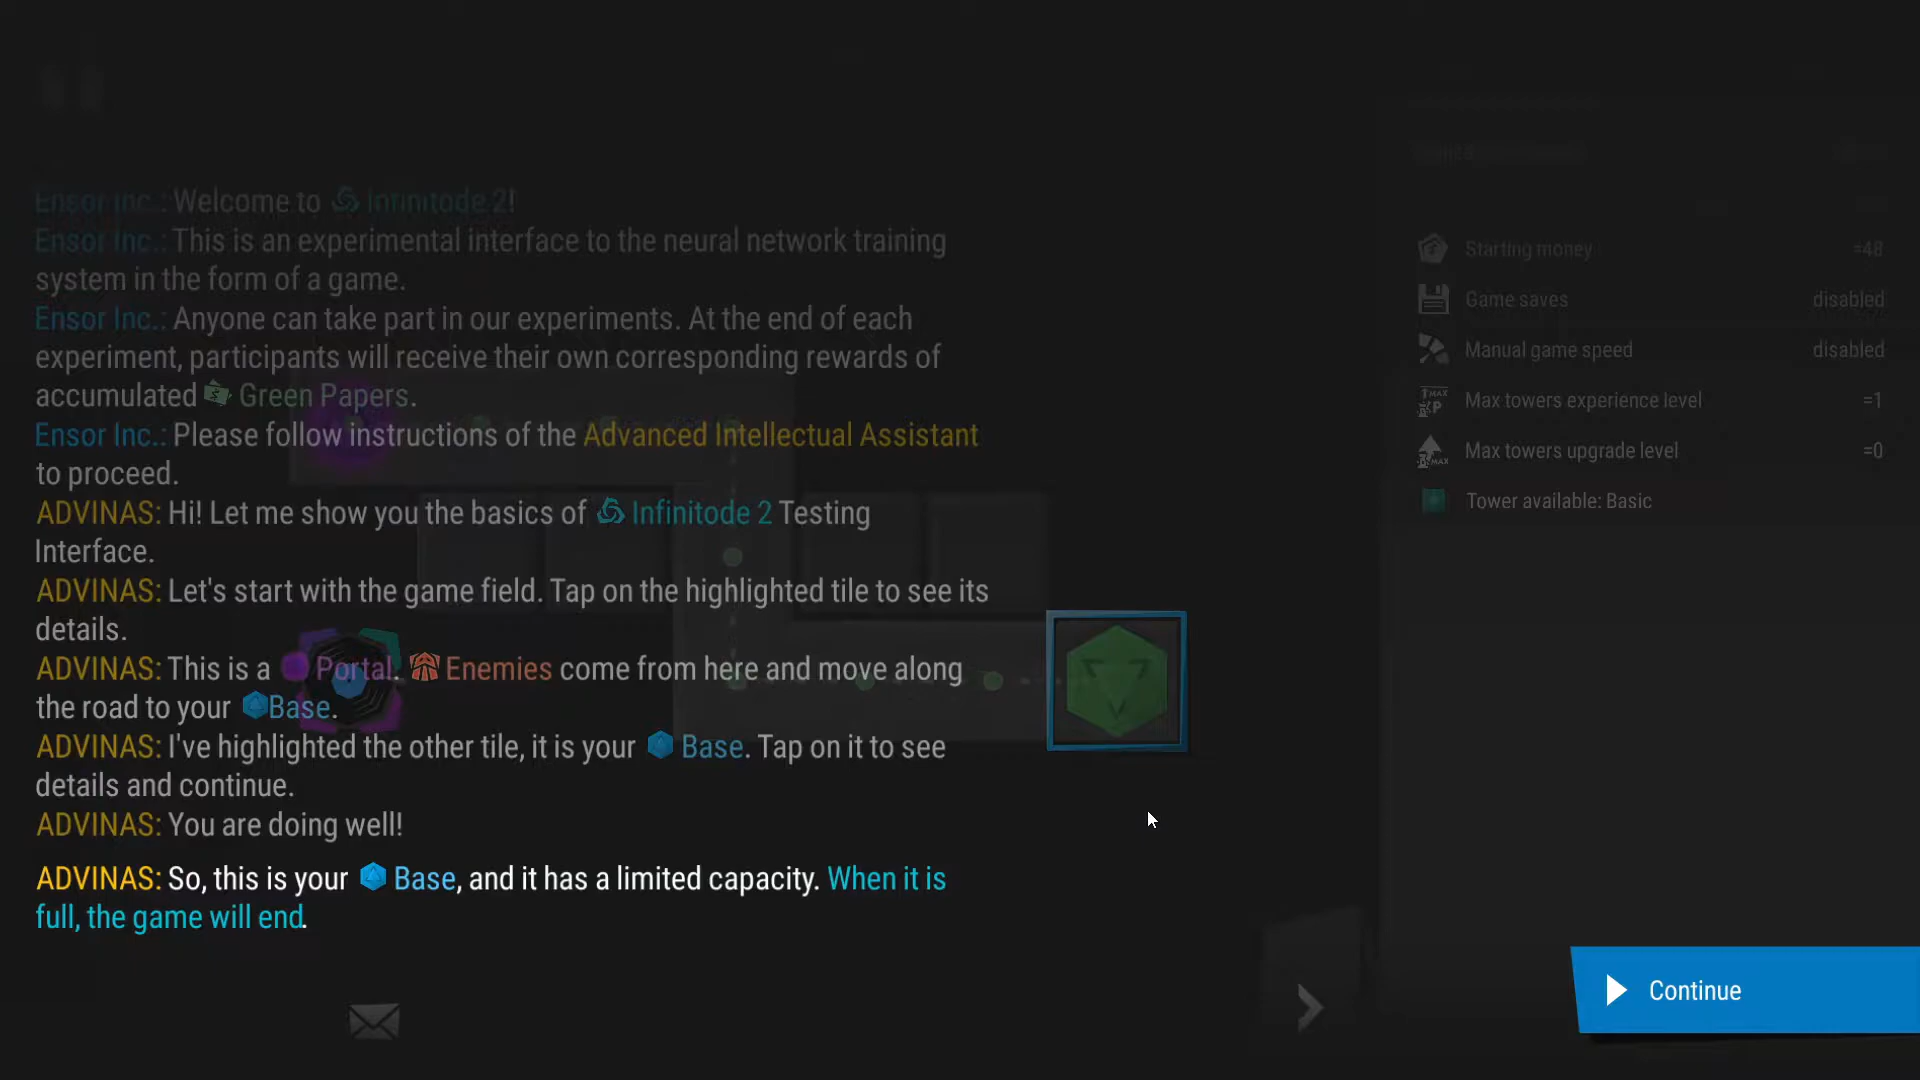 Ensor Inc.: Welcome to Infinitode 2!
Ensor Inc.: This is an experimental interface to the neural network training
system in the form of a game.
Ensor Inc.: Anyone can take part in our experiments. At the end of each
experiment, participants will receive their own corresponding rewards of
accumulated Green Papers.
Ensor Inc.: Please follow instructions of the Advanced Intellectual Assistant
to proceed.
ADVINAS: Hi! Let me show you the basics of Infinitode 2 Testing
Interface.
ADVINAS: Let's start with the game field. Tap on the highlighted tile to see its
details.
ADVINAS: This is a Portal. Enemies come from here and move along
the road to your Base.
ADVINAS: I've highlighted the other tile, it is your Base. Tap on it to see
details and continue.
ADVINAS: You are doing well!
ADVINAS: So, this is your Base, and it has a limited capacity. When it is
full, the game will end.
Starting money =48
Game saves disabled
Manual game speed disabled
Max towers experience level =1
Max towers upgrade level =0
Tower available: Basic
Continue